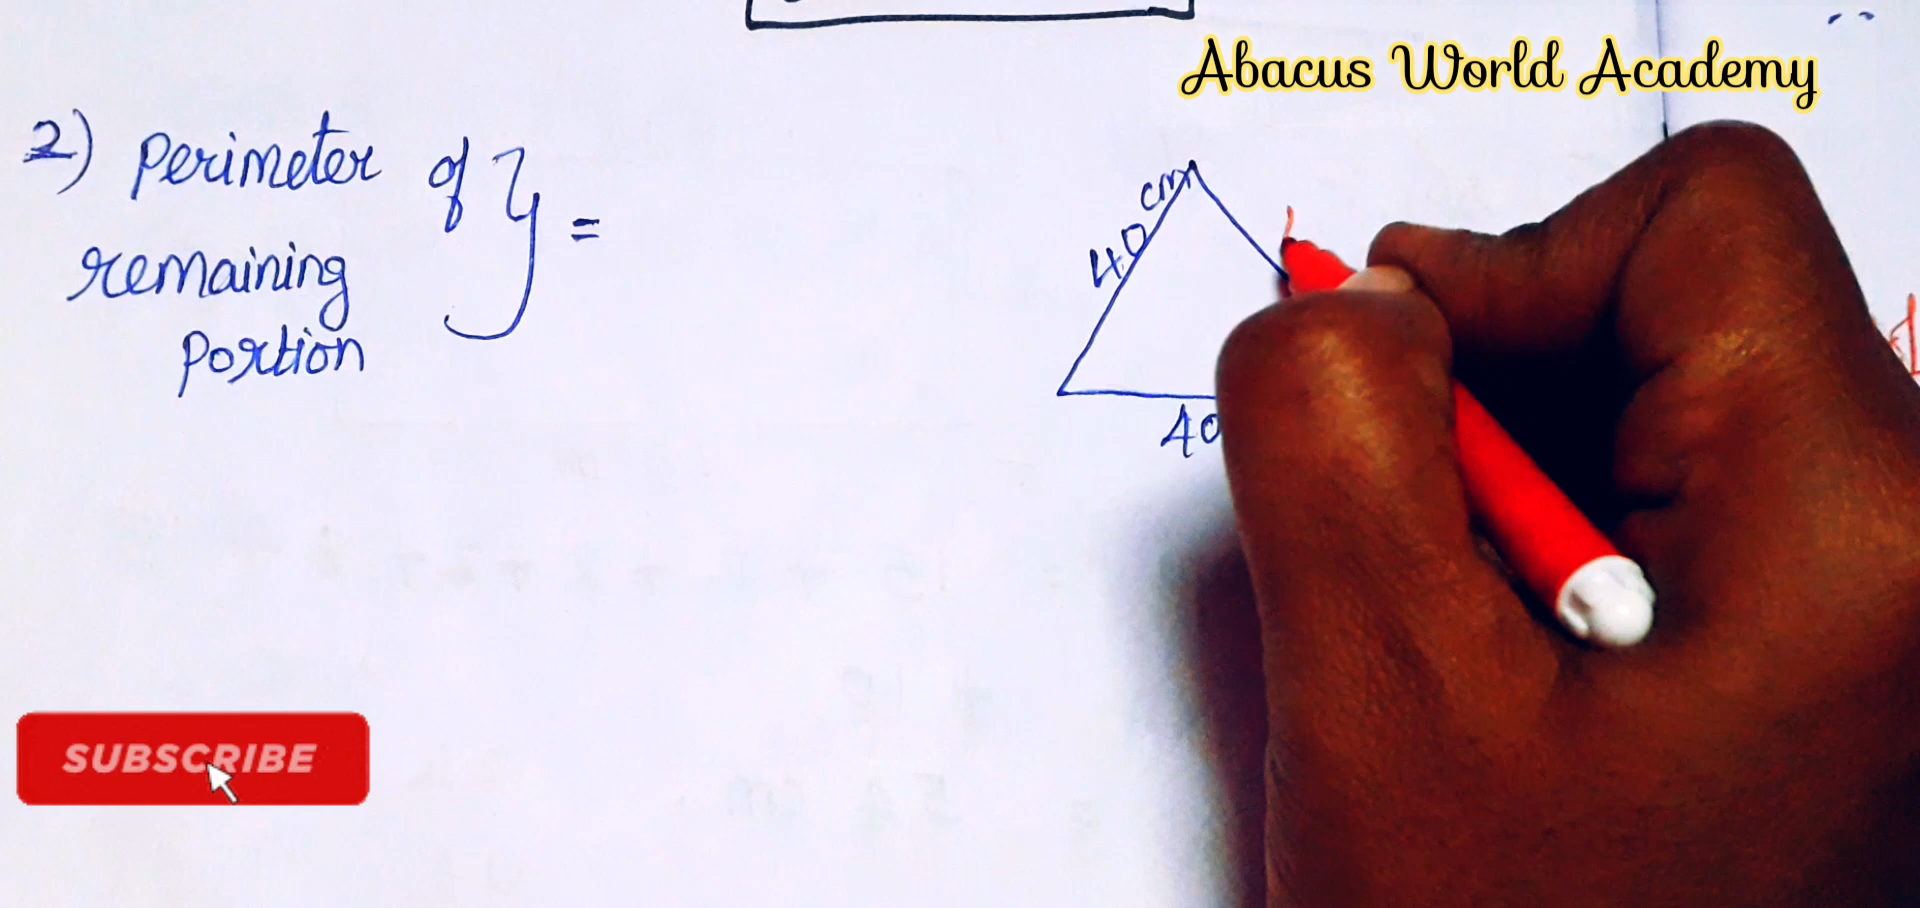 Abacus World Academy
2) Perimeter of } =
remaining
portion
40 cm
40
SUBSCRIBE